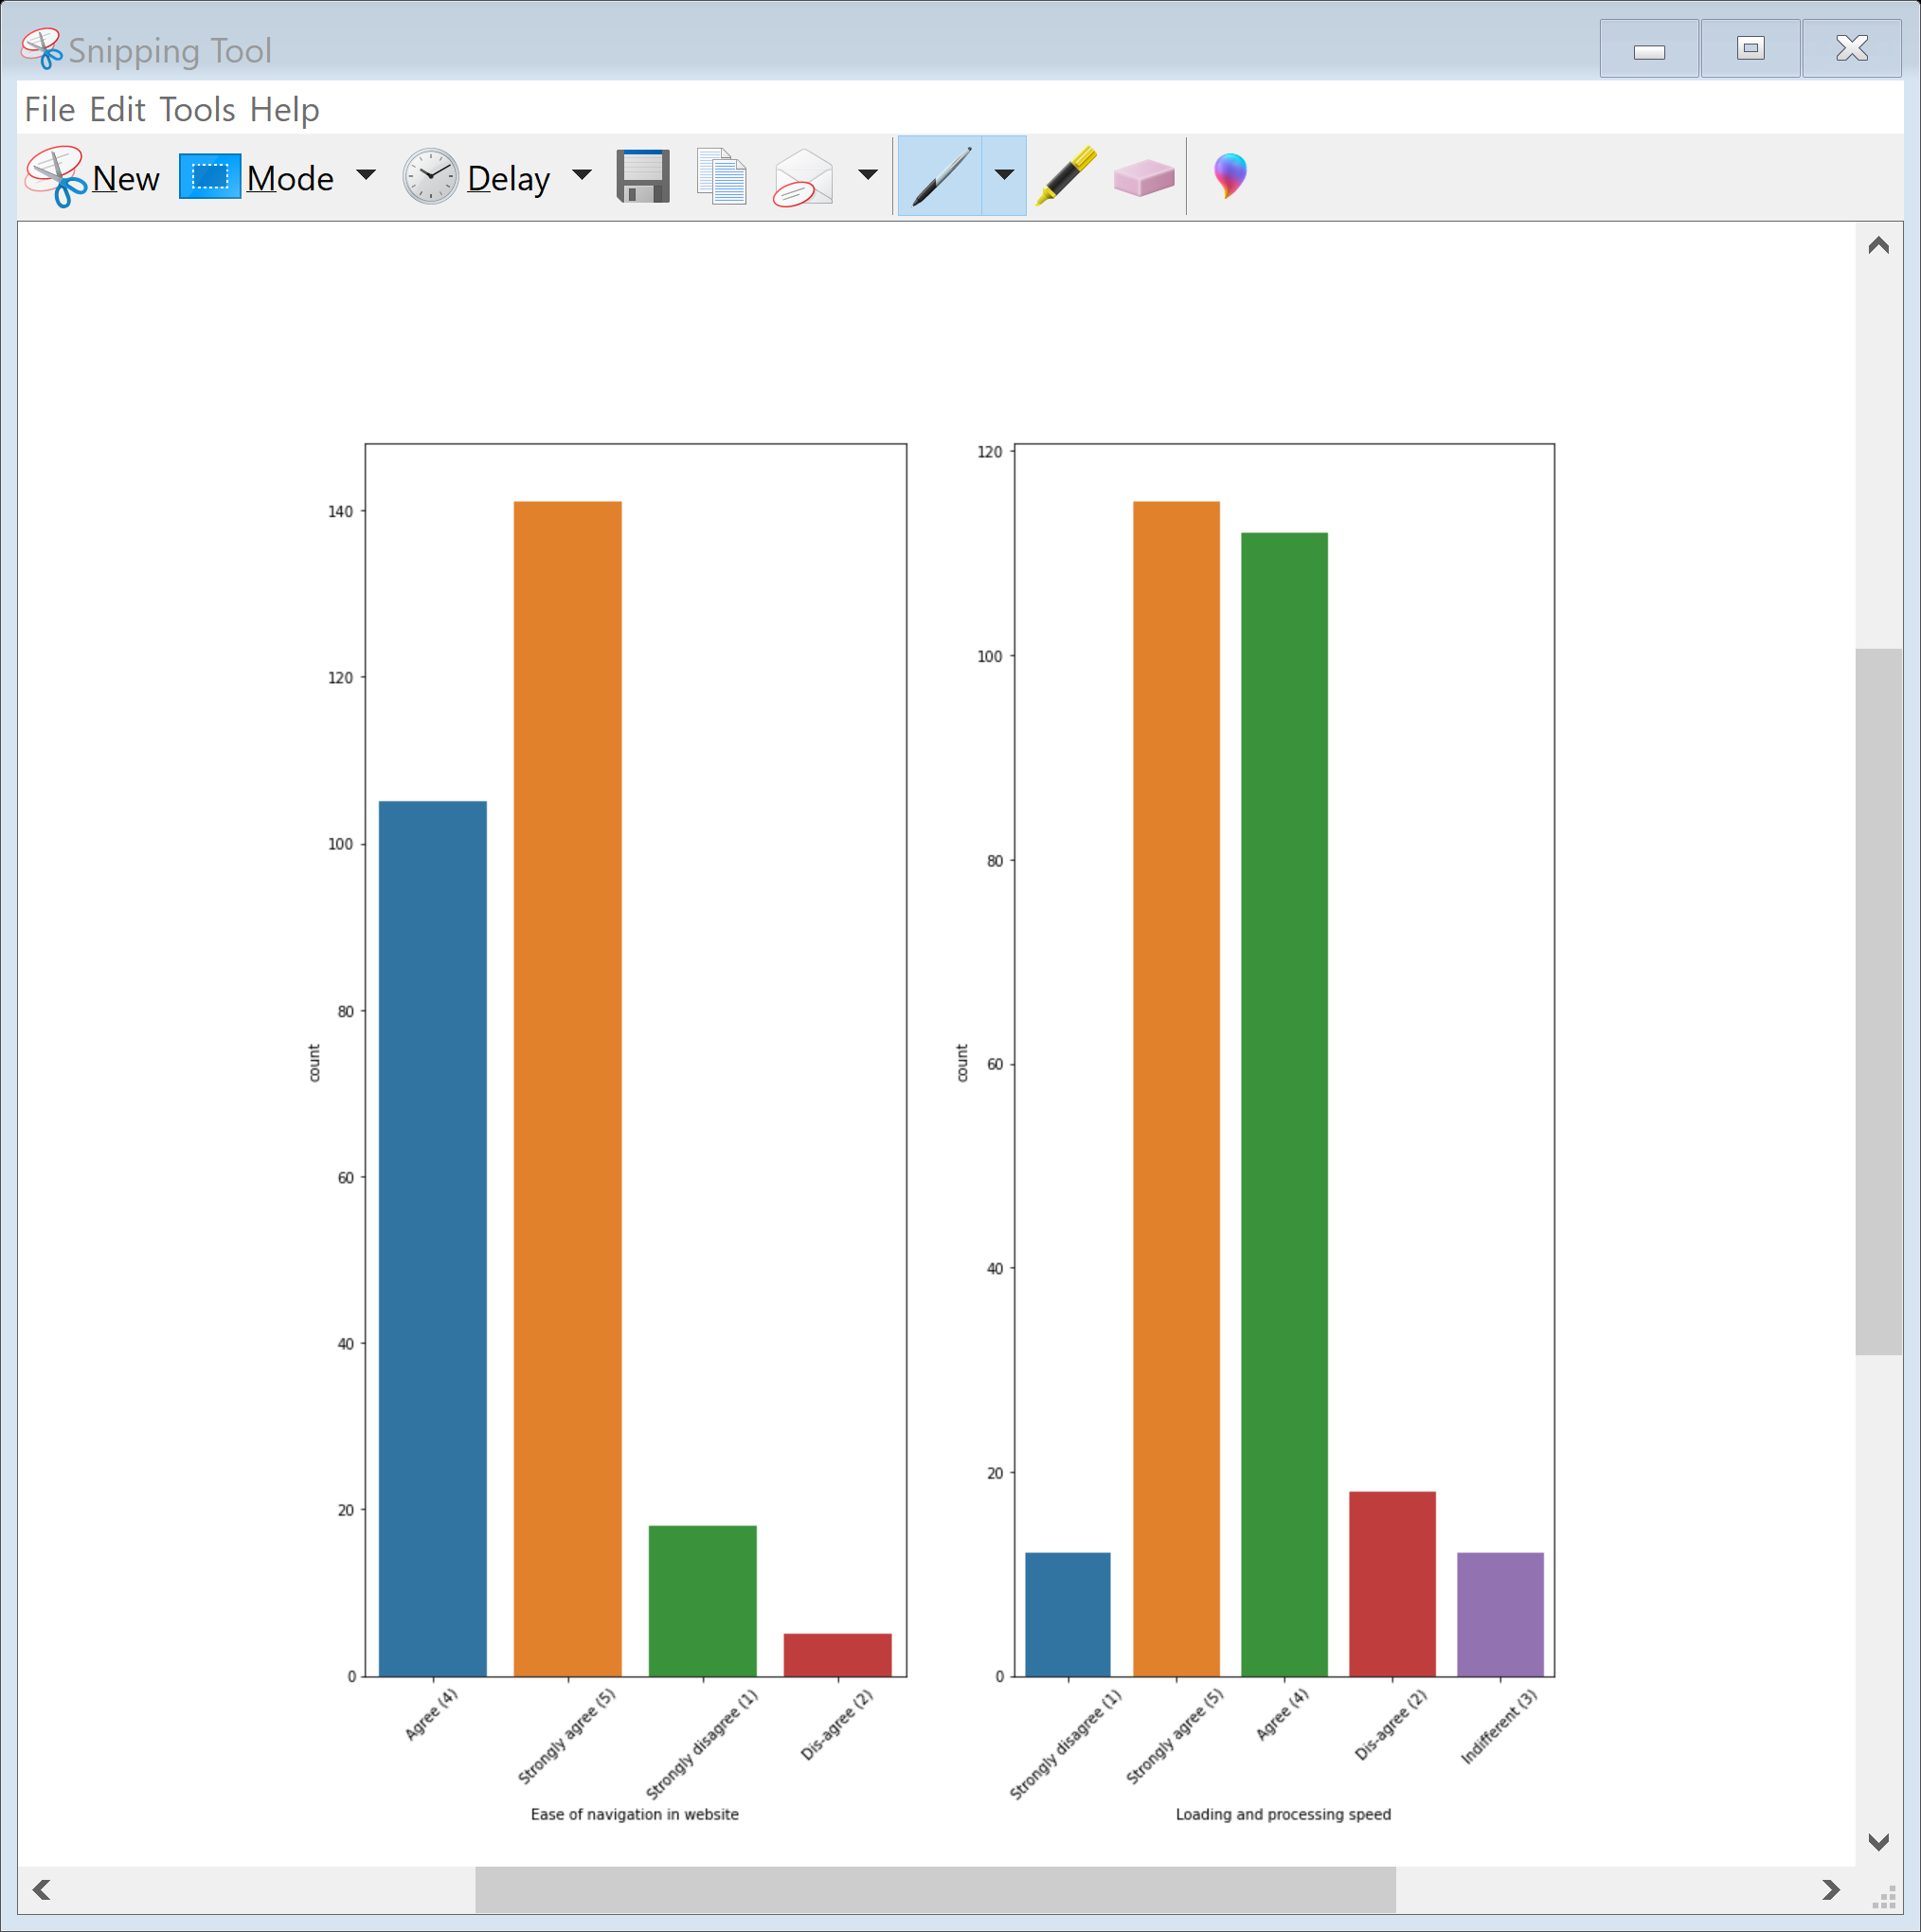 Snipping Tool
File Edit Tools Help
New Mode Delay
140
120
100
80
60
40
20
0
count
Agree (4)
Strongly agree (5)
Strongly disagree (1)
Dis-agree (2)
Ease of navigation in website
120
100
80
60
40
20
0
count
Strongly disagree (1)
Strongly agree (5)
Agree (4)
Dis-agree (2)
Indifferent (3)
Loading and processing speed